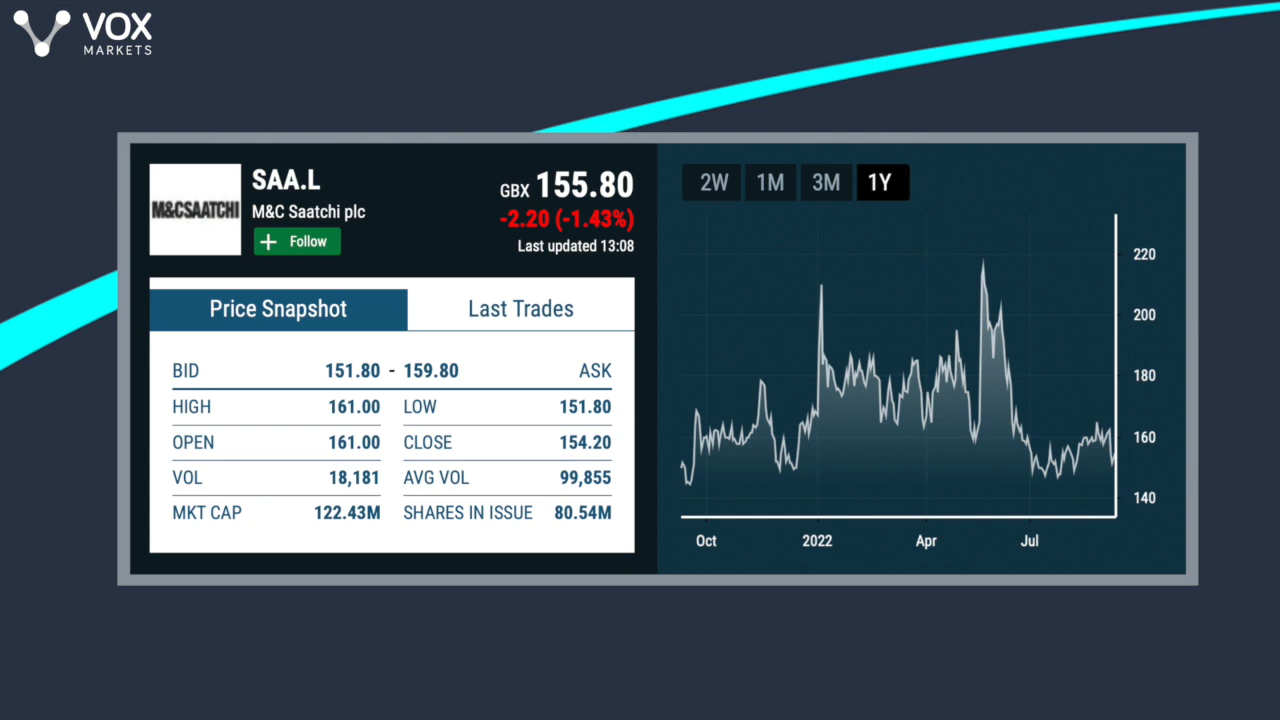 VOX
MARKETS
M&CSAATCHI
SAA.L
M&C Saatchi plc
+ Follow
GBX 155.80
-2.20 (-1.43%)
Last updated 13:08
Price Snapshot Last Trades
BID 151.80 - 159.80 ASK
HIGH 161.00 LOW 151.80
OPEN 161.00 CLOSE 154.20
VOL 18,181 AVG VOL 99,855
MKT CAP 122.43M SHARES IN ISSUE 80.54M
2W 1M 3M 1Y
220
200
180
160
140
Oct 2022 Apr Jul